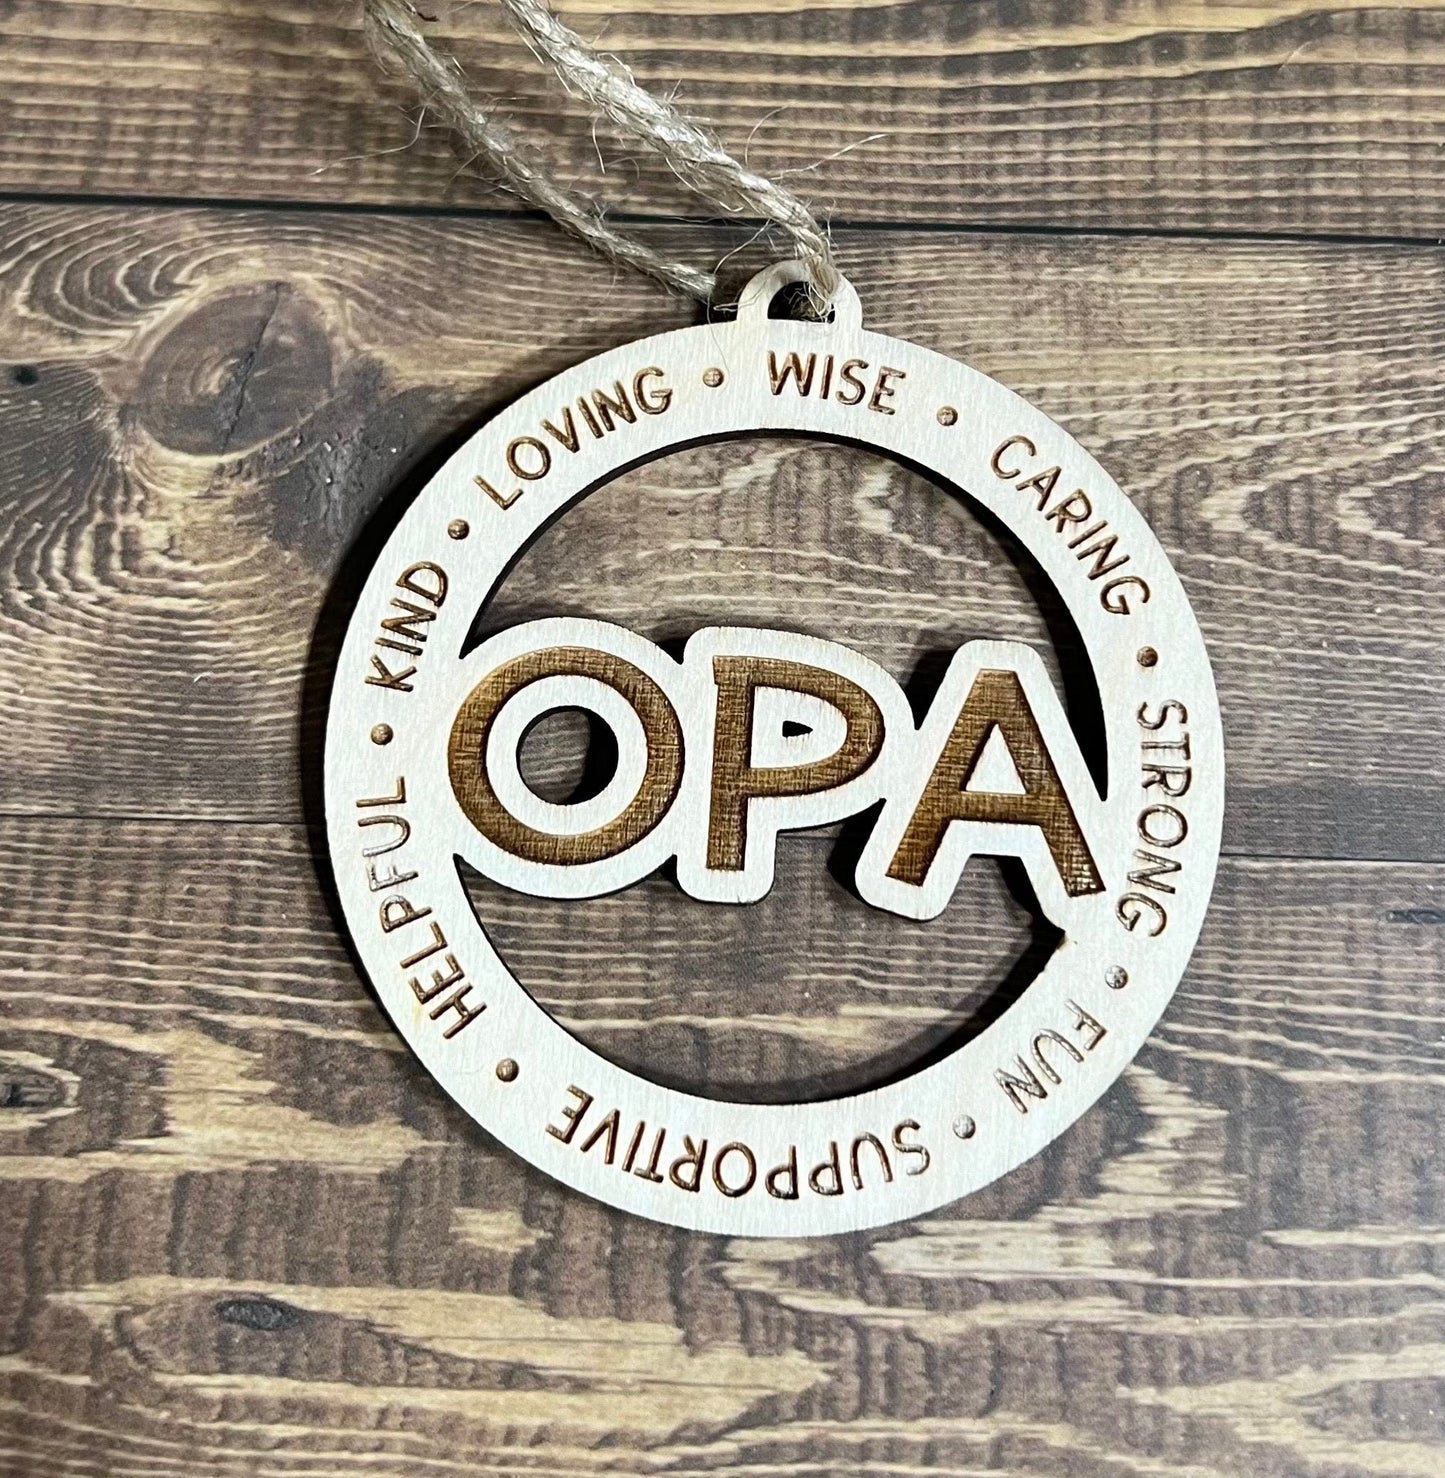 LOVING • WISE • CARING • STRONG • FUN • SUPPORTIVE • HELPFUL • KIND •
OPA